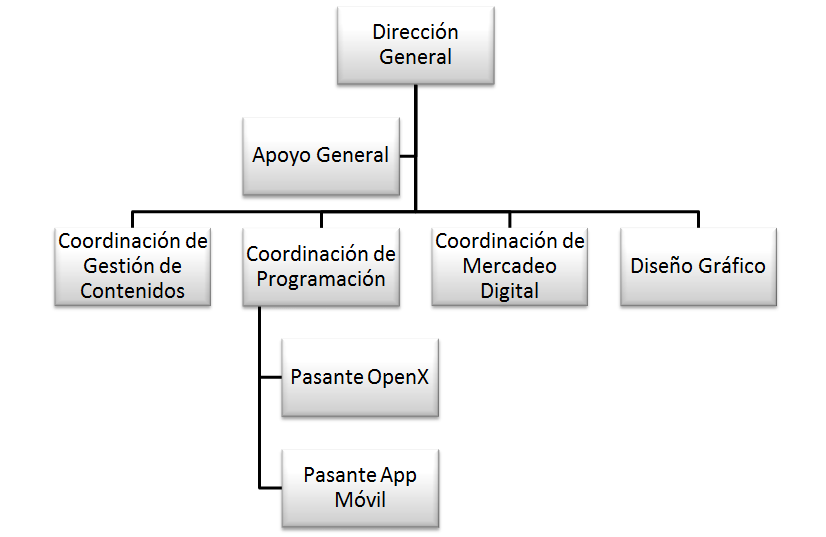 Dirección
General
Apoyo General
Coordinación de
Gestión de
Contenidos
Coordinación de
Programación
Coordinación de
Mercadeo
Digital
Diseño Gráfico
Pasante OpenX
Pasante App
Móvil